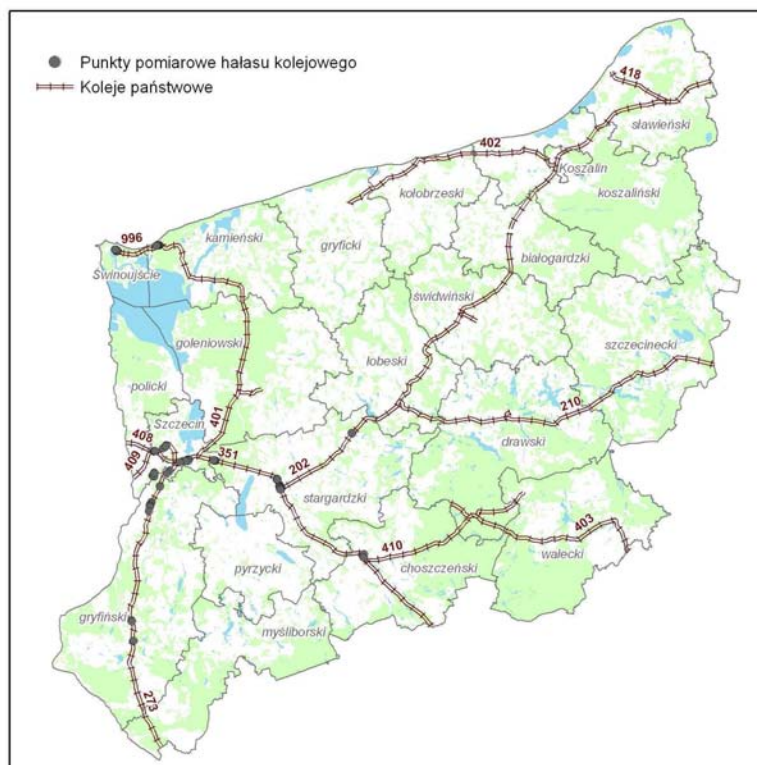 Punkty pomiarowe hałasu kolejowego
Koleje państwowe
418
sławieński
402
Koszalin
kołobrzeski
koszaliński
996
kamieński
gryficki
białogardzki
Świnoujście
świdwiński
goleniowski
szczecinecki
łobeski
policki
401
210
Szczecin
408
drawski
409
351
202
stargardzki
403
410
wałecki
choszczeński
pyrzycki
gryfiński
myśliborski
273